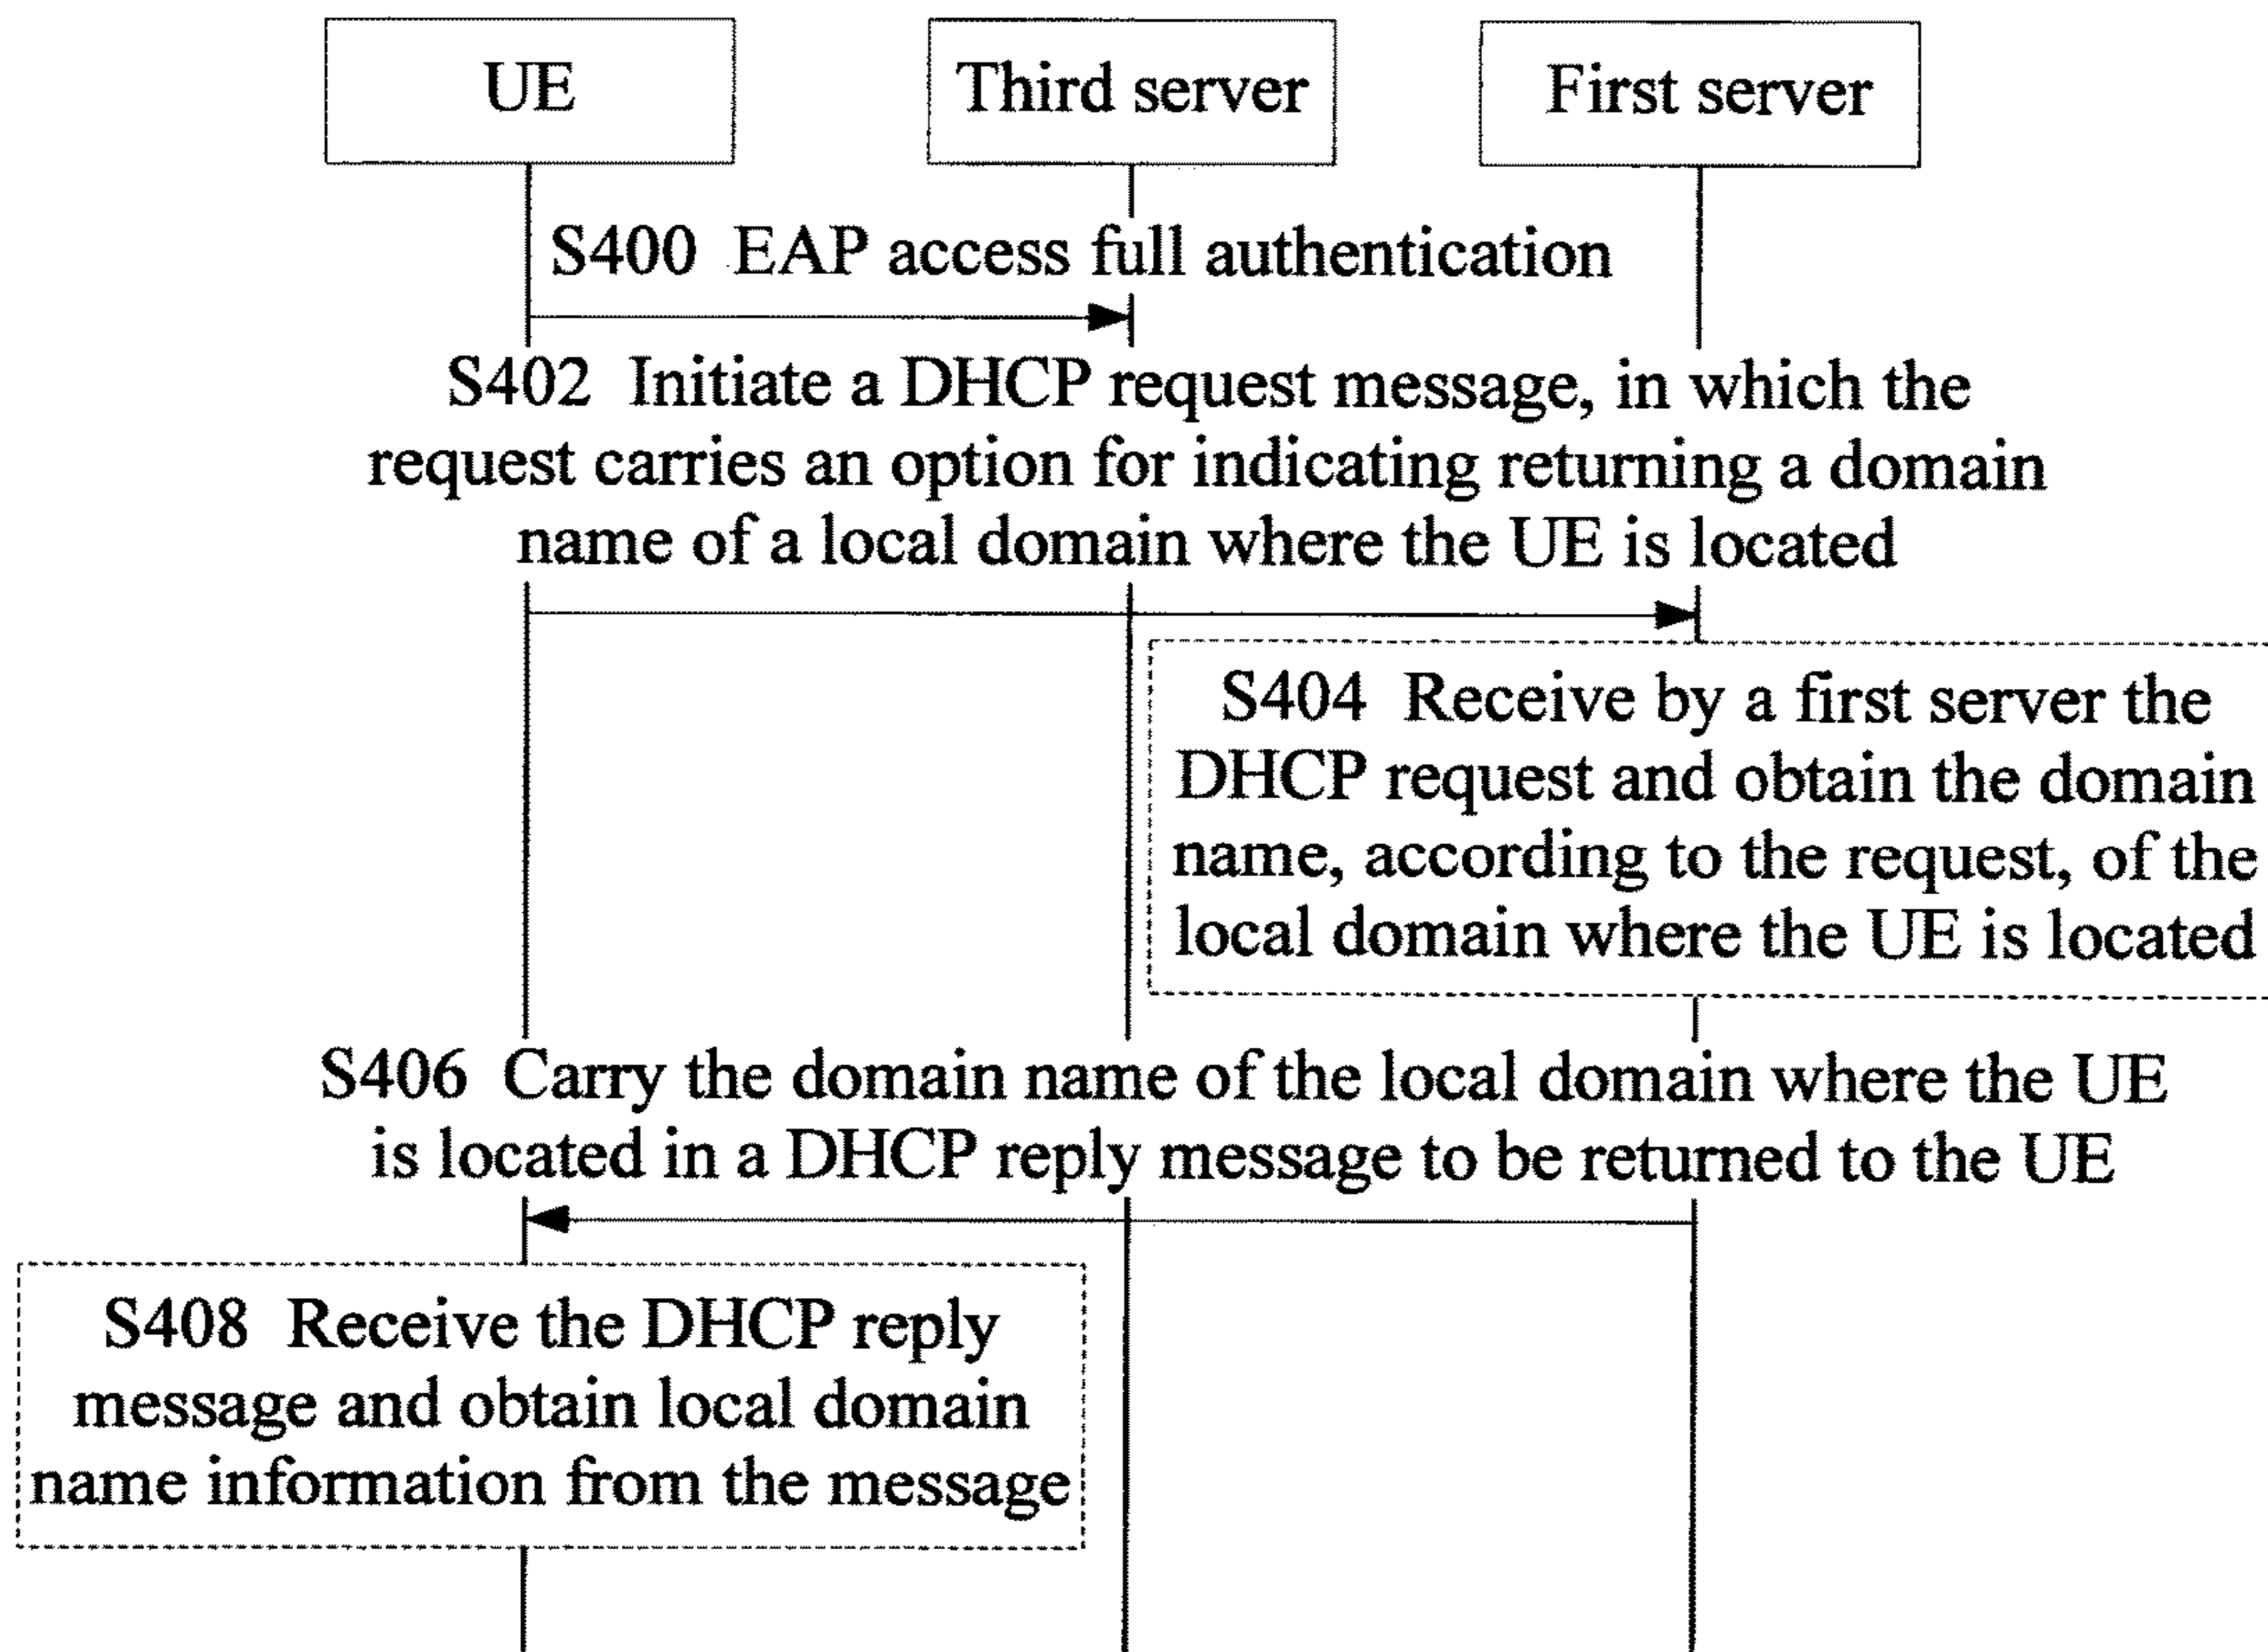 UE
Third server
First server
S400 EAP access full authentication
S402 Initiate a DHCP request message, in which the
request carries an option for indicating returning a domain
name of a local domain where the UE is located
S404 Receive by a first server the
DHCP request and obtain the domain
name, according to the request, of the
local domain where the UE is located
S406 Carry the domain name of the local domain where the UE
is located in a DHCP reply message to be returned to the UE
S408 Receive the DHCP reply
message and obtain local domain
name information from the message